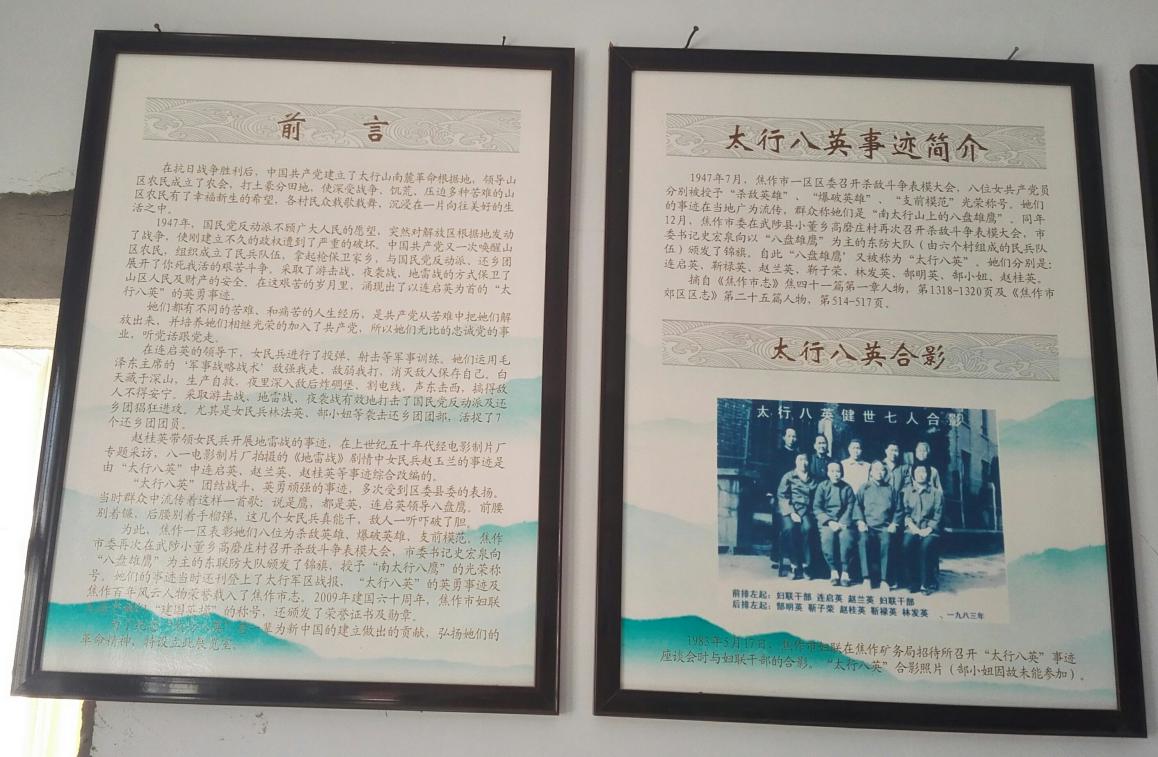 前 言
在抗日战争胜利后，中国共产党建立了太行山南麓革命根据地，领导山
区农民成立了农会，打土豪分田地，使深受战争、饥荒、压迫多种苦难的山
区农民有了幸福新生的希望，各村民众载歌载舞，沉浸在一片向往美好的生
活之中。
1947年，国民党反动派不顾广大人民的愿望，突然对解放区根据地发动
了战争，使刚建立不久的政权遭到了严重的破坏。中国共产党又一次唤醒山
区农民，组织成立了民兵队伍，拿起枪保卫家乡，与国民党反动派、还乡团
展开了你死我活的艰苦斗争。采取了游击战、夜袭战、地雷战的方式保卫了
山区人民及财产的安全。在这艰苦的岁月里，涌现出了以连启英为首的“太
行八英”的英勇事迹。
她们都有不同的苦难、和痛苦的人生经历，是共产党从苦难中把她们解
放出来，并培养她们相继光荣的加入了共产党，所以她们无比的忠诚党的事
业，听党话跟党走。
在连启英的领导下，女民兵进行了投弹、射击等军事训练。她们运用毛
泽东主席的‘军事战略战术’敌强我走、敌弱我打，消灭敌人保存自己。白
天藏于深山，生产自救，夜里深入敌后炸碉堡、割电线，声东击西，搞得敌
人不得安宁。采取游击战、地雷战、夜袭战有效地打击了国民党反动派及还
乡团猖狂进攻。尤其是女民兵林法英、郜小妞等袭击还乡团团部，活捉了7
个还乡团团员。
赵桂英带领女民兵开展地雷战的事迹，在上世纪五十年代经电影制片厂
专题采访，八一电影制片厂拍摄的《地雷战》剧情中女民兵赵玉兰的事迹是
由“太行八英”中连启英、赵兰英、赵桂英等事迹综合改编的。
“太行八英”团结战斗，英勇顽强的事迹，多次受到区委县委的表扬。
当时群众中流传着这样一首歌：说是鹰，都是英，连启英领导八盘鹰。前腰
别着镰，后腰别着手榴弹，这几个女民兵真能干，敌人一听吓破了胆。
为此，焦作一区表彰她们八位为杀敌英雄、爆破英雄、支前模范。焦作
市委再次在武陟小董乡高磨庄村召开杀敌斗争表模大会，市委书记史宏泉向
“八盘雄鹰”为主的东联防大队颁发了锦旗，授予“南太行八鹰”的光荣称
号。她们的事迹当时还刊登上了太行军区战报，“太行八英”的英勇事迹及
焦作百年风云人物荣誉载入了焦作市志。2009年建国六十周年，焦作市妇联
“建国英模”的称号，还颁发了荣誉证书及勋章。
辈为新中国的建立做出的贡献，弘扬她们的
革命精神，特设立此展览室。
太行八英事迹简介
1947年7月，焦作市一区区委召开杀敌斗争表模大会，八位女共产党员
分别被授予“杀敌英雄”、“爆破英雄”、“支前模范”光荣称号。她们
的事迹在当地广为流传，群众称她们是“南太行山上的八盘雄鹰”。同年
12月，焦作市委在武陟县小董乡高磨庄村再次召开杀敌斗争表模大会，市
委书记史宏泉向以“八盘雄鹰”为主的东防大队（由六个村组成的民兵队
伍）颁发了锦旗。自此“八盘雄鹰’又被称为“太行八英”。她们分别是：
连启英、靳禄英、赵兰英、靳子荣、林发英、郜明英、郜小妞、赵桂英。
摘自《焦作市志》焦四十一篇第一章人物，第1318-1320页及《焦作市
郊区区志》第二十五篇人物，第514-517页。
太行八英合影
太行八英健世七人合影
前排左起：妇联干部 连启英 赵兰英 妇联干部
后排左起：郜明英 靳子荣 赵桂英 靳禄英 林发英 、一九八三年
1983年5月17日，焦作市妇联在焦作矿务局招待所召开“太行八英”事迹
座谈会时与妇联干部的合影。“太行八英”合影照片（郜小妞因故未能参加）。